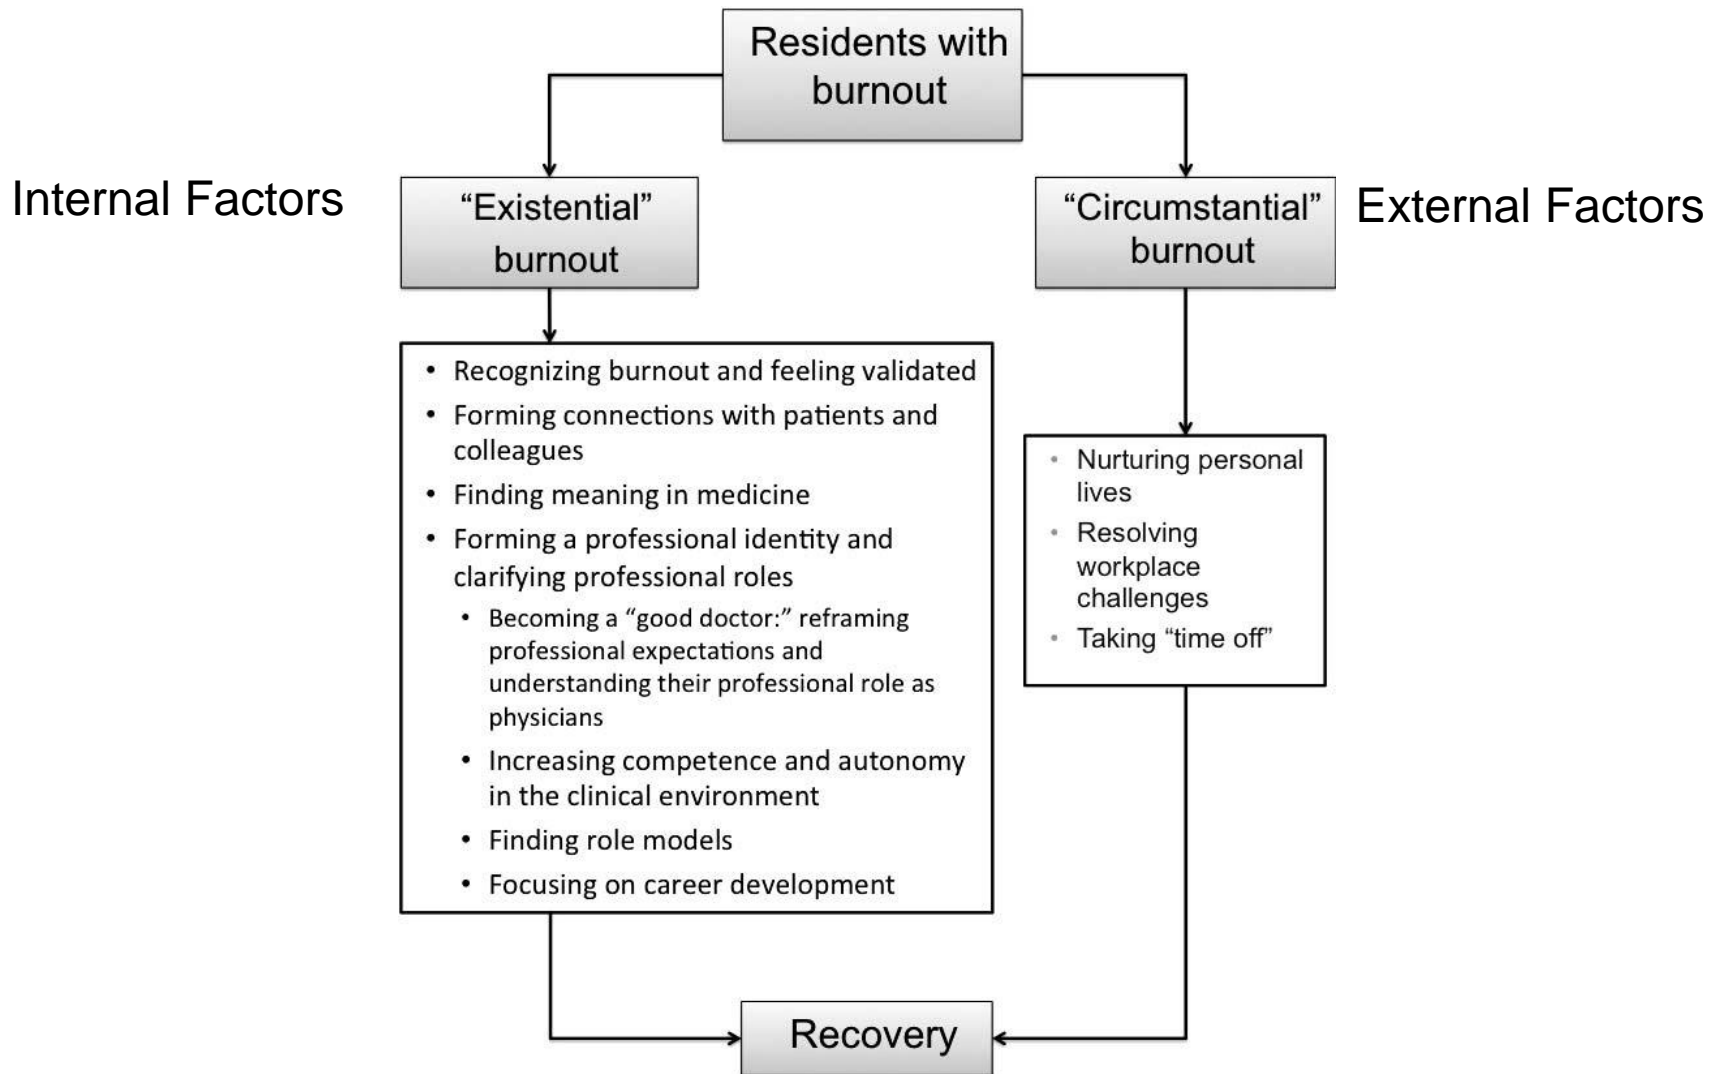 Residents with
burnout
Internal Factors
“Existential”
burnout
“Circumstantial”
burnout
External Factors
• Recognizing burnout and feeling validated
• Forming connections with patients and
colleagues
• Finding meaning in medicine
• Forming a professional identity and
clarifying professional roles
• Becoming a “good doctor:” reframing
professional expectations and
understanding their professional role as
physicians
• Increasing competence and autonomy
in the clinical environment
• Finding role models
• Focusing on career development
• Nurturing personal
lives
• Resolving
workplace
challenges
• Taking “time off”
Recovery